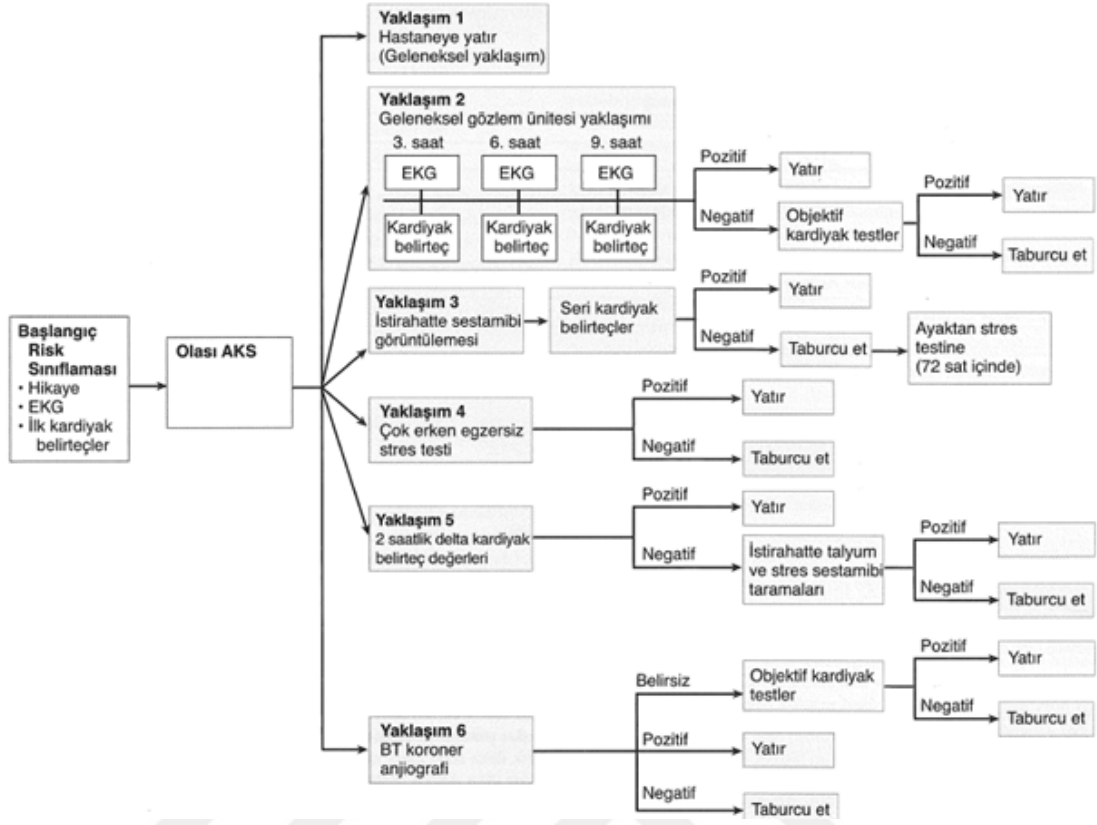 Başlangıç
Risk
Sınıflaması
• Hikaye
• EKG
• İlk kardiyak
belirteçler
Olası AKS
Yaklaşım 1
Hastaneye yatır
(Geleneksel yaklaşım)
Yaklaşım 2
Geleneksel gözlem ünitesi yaklaşımı
3. saat
6. saat
9. saat
EKG
EKG
EKG
Kardiyak
belirteç
Kardiyak
belirteç
Kardiyak
belirteç
Pozitif
Yatır
Negatif
Objektif
kardiyak testler
Pozitif
Yatır
Negatif
Taburcu et
Yaklaşım 3
İstirahatte sestamibi
görüntülemesi
Seri kardiyak
belirteçler
Pozitif
Yatır
Negatif
Taburcu et
Ayaktan stres
testine
(72 sat içinde)
Yaklaşım 4
Çok erken egzersiz
stres testi
Pozitif
Yatır
Negatif
Taburcu et
Yaklaşım 5
2 saatlik delta kardiyak
belirteç değerleri
Pozitif
Yatır
Negatif
İstirahatte talyum
ve stres sestamibi
taramaları
Pozitif
Yatır
Negatif
Taburcu et
Yaklaşım 6
BT koroner
anjiografi
Belirsiz
Objektif kardiyak
testler
Pozitif
Yatır
Negatif
Taburcu et
Pozitif
Yatır
Negatif
Taburcu et